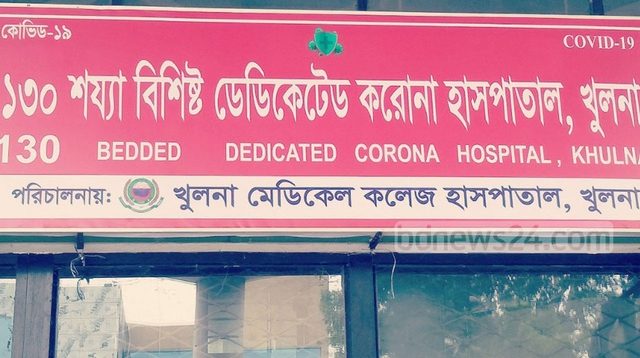 কোভিড-১৯ COVID-19
১৩০ শয্যা বিশিষ্ট ডেডিকেটেড করোনা হাসপাতাল, খুলনা
130 BEDDED DEDICATED CORONA HOSPITAL, KHULNA
পরিচালনায়: খুলনা মেডিকেল কলেজ হাসপাতাল, খুলনা
bdnews24.com